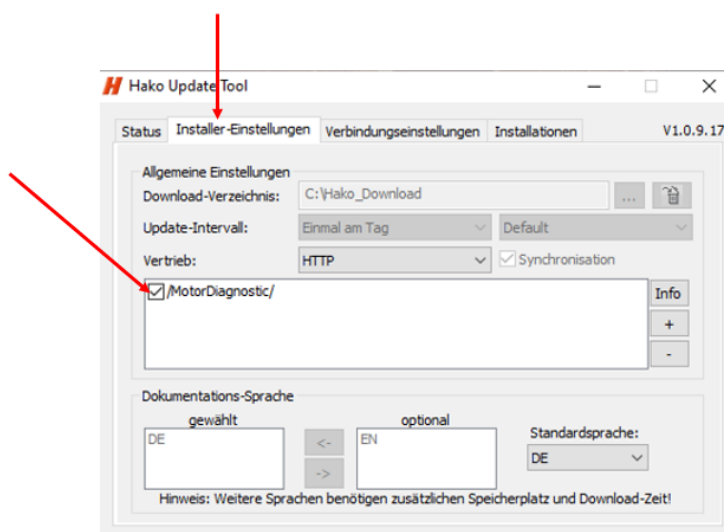 Hako Update Tool
Status Installer-Einstellungen Verbindungseinstellungen Installationen V1.0.9.17
Allgemeine Einstellungen
Download-Verzeichnis: C:\Hako_Download ...
Update-Intervall: Einmal am Tag Default
Vertrieb: HTTP Synchronisation
/MotorDiagnostic/ Info
+
-
Dokumentations-Sprache
gewählt optional Standardsprache:
DE <- EN DE
->
Hinweis: Weitere Sprachen benötigen zusätzlichen Speicherplatz und Download-Zeit!